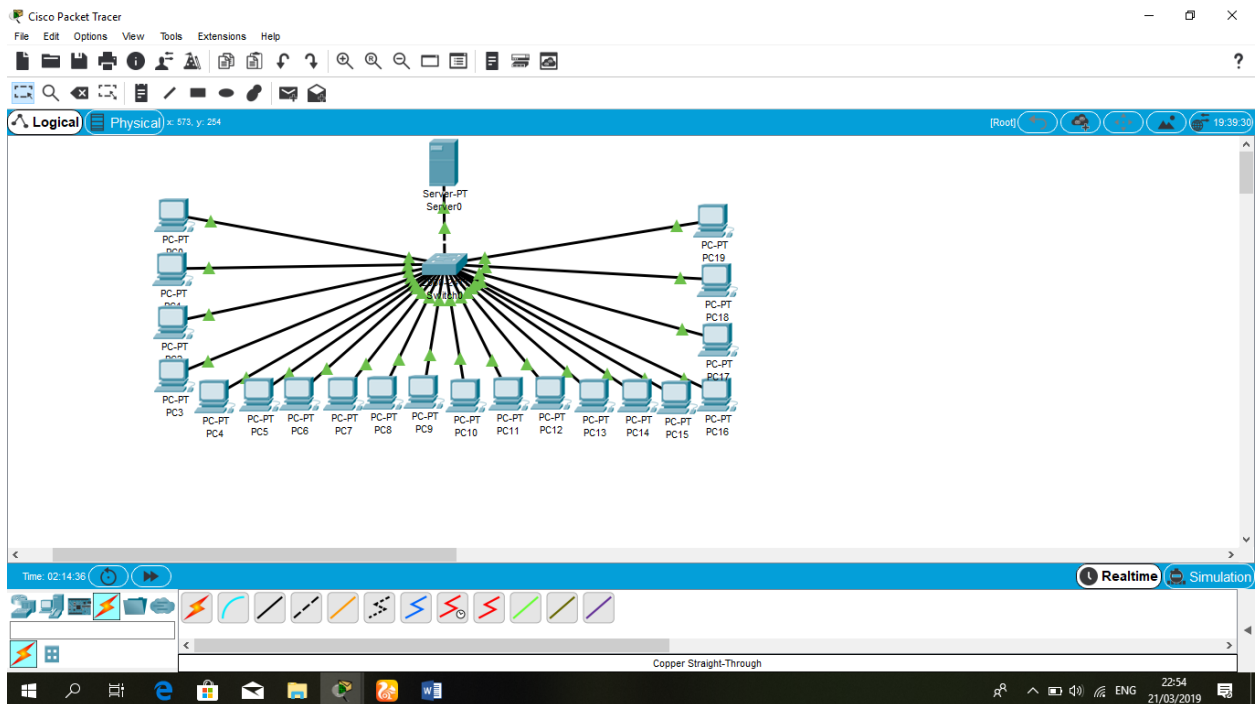 Cisco Packet Tracer
File Edit Options View Tools Extensions Help
?
Logical Physical x: 573, y: 254 [Root] 19:39:30
Server-PT
Server0
PC-PT
PC-PT
PC19
Switch0
PC-PT
PC-PT
PC18
PC-PT
PC-PT
PC17
PC-PT
PC3
PC-PT
PC4
PC-PT
PC5
PC-PT
PC6
PC-PT
PC7
PC-PT
PC8
PC-PT
PC9
PC-PT
PC10
PC-PT
PC11
PC-PT
PC12
PC-PT
PC13
PC-PT
PC14
PC-PT
PC15
PC-PT
PC16
Time: 02:14:36 Realtime Simulation
Copper Straight-Through
ENG
22:54
21/03/2019